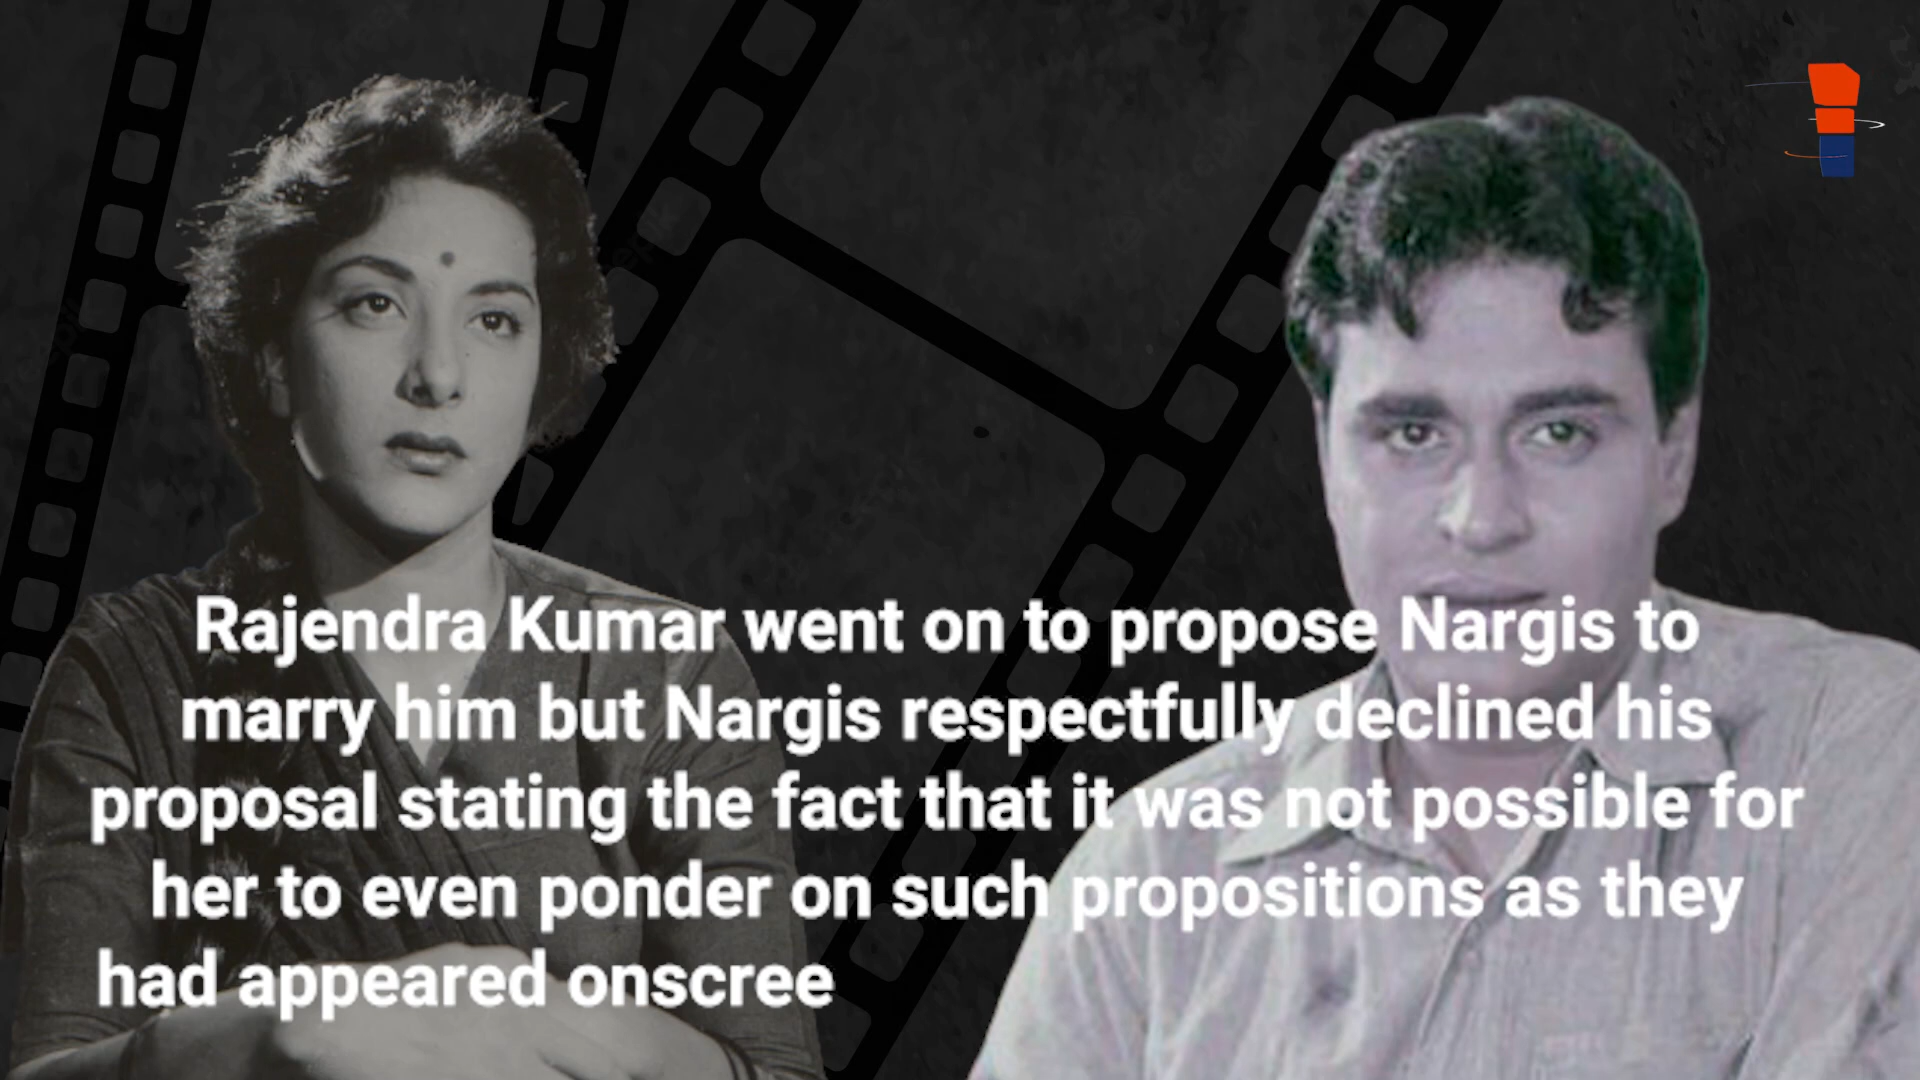 Rajendra Kumar went on to propose Nargis to
marry him but Nargis respectfully declined his
proposal stating the fact that it was not possible for
her to even ponder on such propositions as they
had appeared onscree